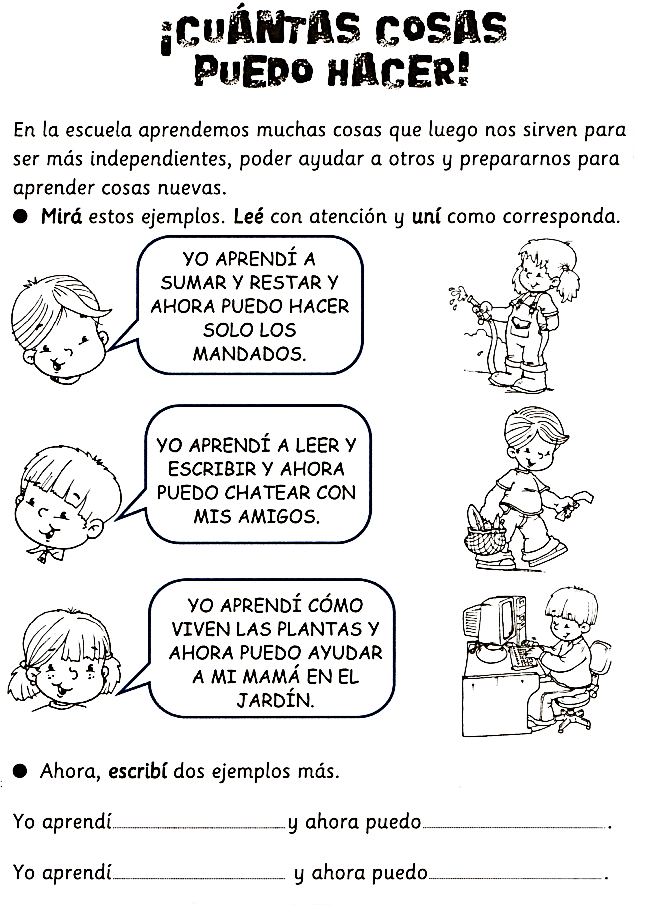 ¡CUÁNTAS COSAS
PUEDO HACER!
En la escuela aprendemos muchas cosas que luego nos sirven para
ser más independientes, poder ayudar a otros y prepararnos para
aprender cosas nuevas.
● Mirá estos ejemplos. Leé con atención y uní como corresponda.
YO APRENDÍ A
SUMAR Y RESTAR Y
AHORA PUEDO HACER
SOLO LOS
MANDADOS.
YO APRENDÍ A LEER Y
ESCRIBIR Y AHORA
PUEDO CHATEAR CON
MIS AMIGOS.
YO APRENDÍ CÓMO
VIVEN LAS PLANTAS Y
AHORA PUEDO AYUDAR
A MI MAMÁ EN EL
JARDÍN.
● Ahora, escribí dos ejemplos más.
Yo aprendí____________y ahora puedo____________.
Yo aprendí____________ y ahora puedo____________.